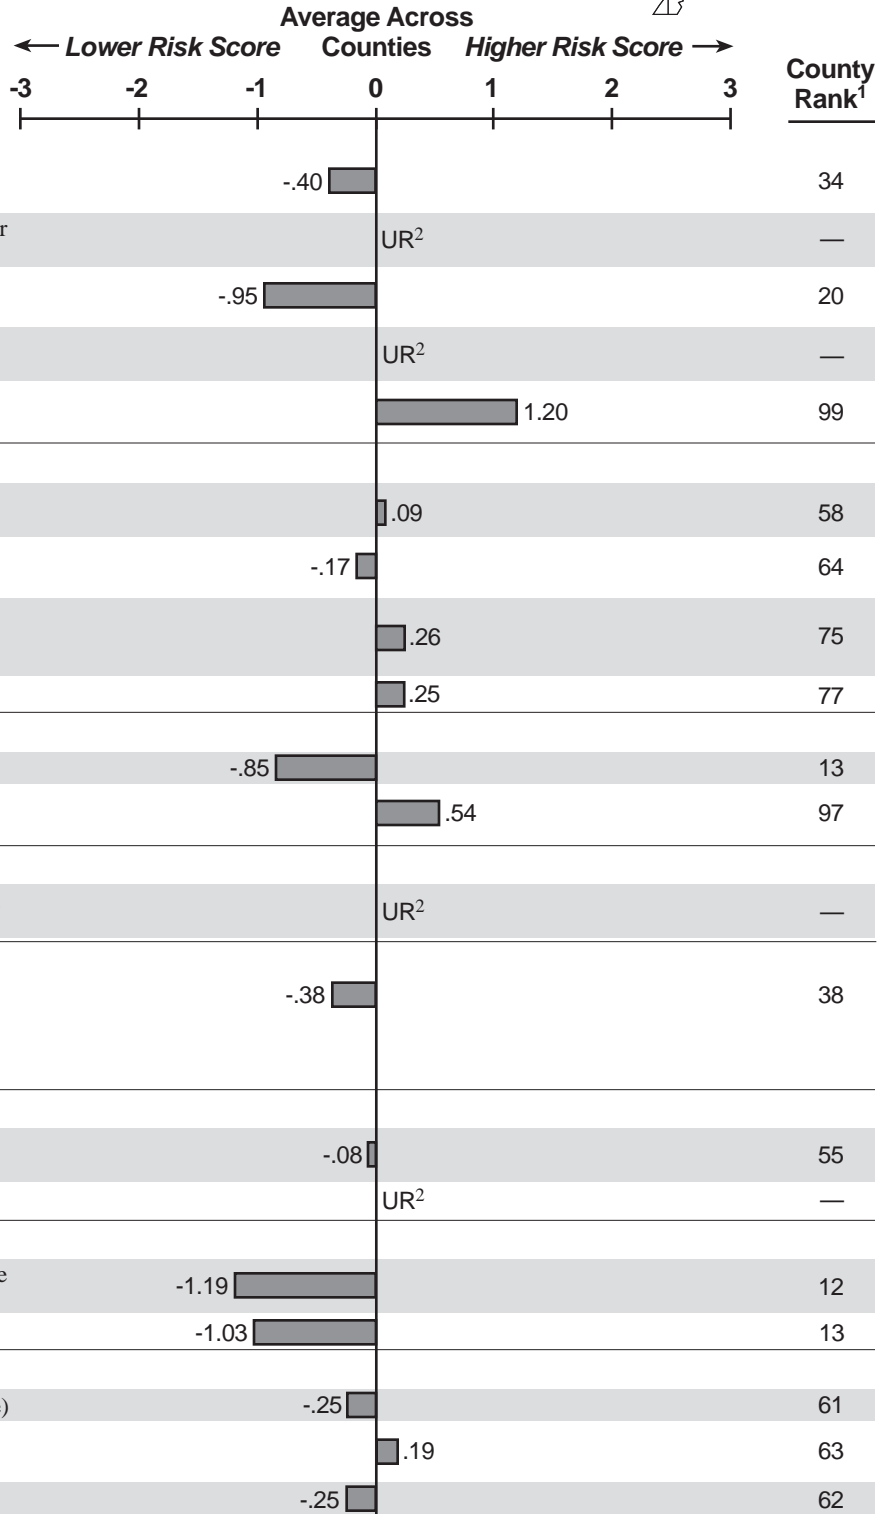 Average Across
← Lower Risk Score Counties Higher Risk Score →
County
-3 -2 -1 0 1 2 3
Rank¹
-.40 34
r
UR² —
-.95 20
UR² —
1.20 99
.09 58
-.17 64
.26 75
.25 77
-.85 13
.54 97
UR² —
-.38 38
-.08 55
UR² —
e
-1.19 12
-1.03 13
) -.25 61
.19 63
-.25 62